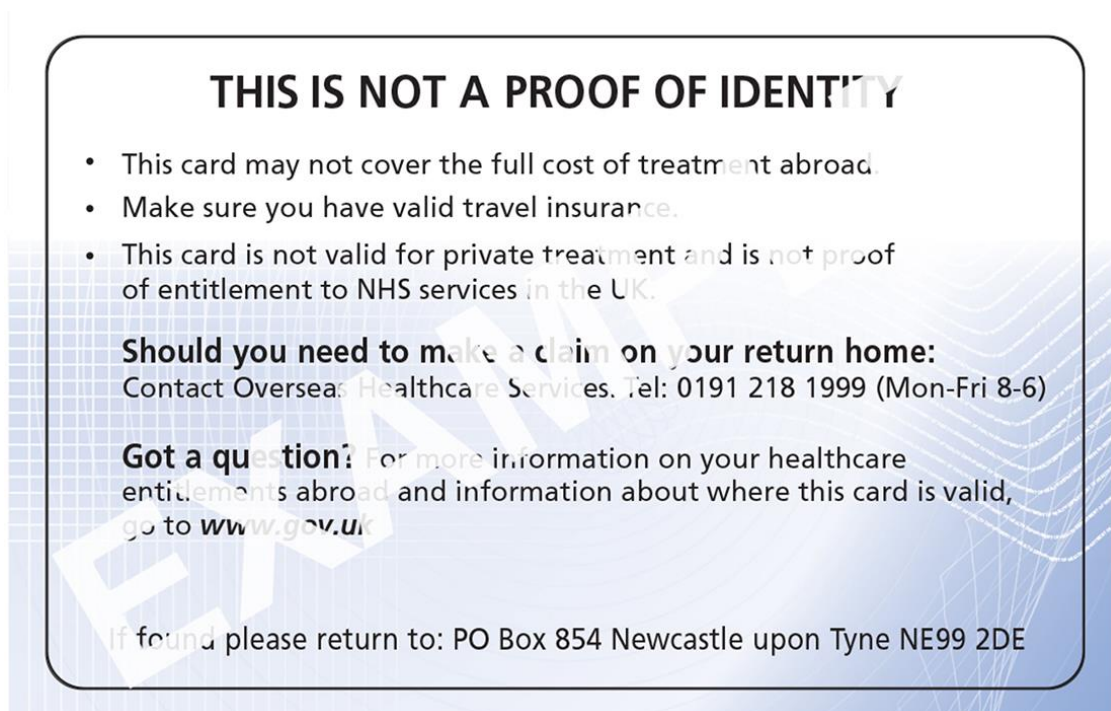 THIS IS NOT A PROOF OF IDENTITY
• This card may not cover the full cost of treatment abroad.
• Make sure you have valid travel insurance.
• This card is not valid for private treatment and is not proof
of entitlement to NHS services in the UK.
Should you need to make a claim on your return home:
Contact Overseas Healthcare Services. Tel: 0191 218 1999 (Mon-Fri 8-6)
Got a question? For more information on your healthcare
entitlements abroad and information about where this card is valid,
go to www.gov.uk
If found please return to: PO Box 854 Newcastle upon Tyne NE99 2DE